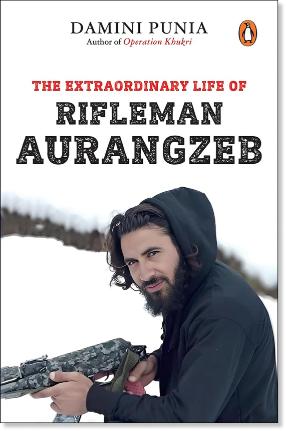 DAMINI PUNIA
Author of Operation Khukri
THE EXTRAORDINARY LIFE OF
RIFLEMAN
AURANGZEB